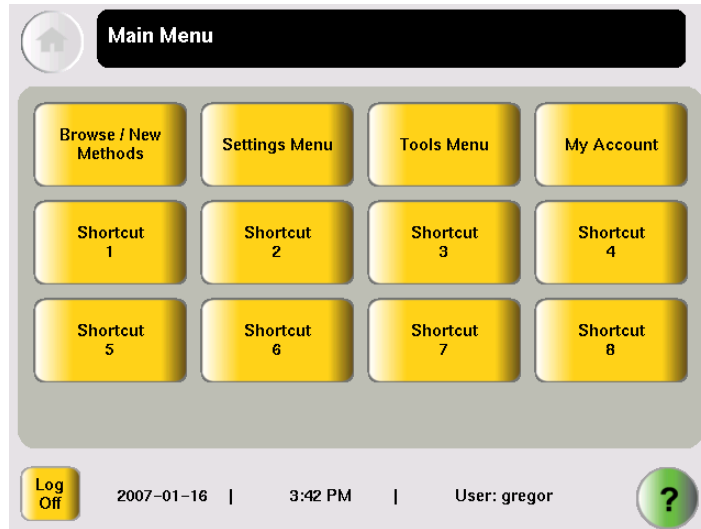 Main Menu
Browse / New
Methods
Settings Menu
Tools Menu
My Account
Shortcut
1
Shortcut
2
Shortcut
3
Shortcut
4
Shortcut
5
Shortcut
6
Shortcut
7
Shortcut
8
Log
Off
2007-01-16 | 3:42 PM | User: gregor
?